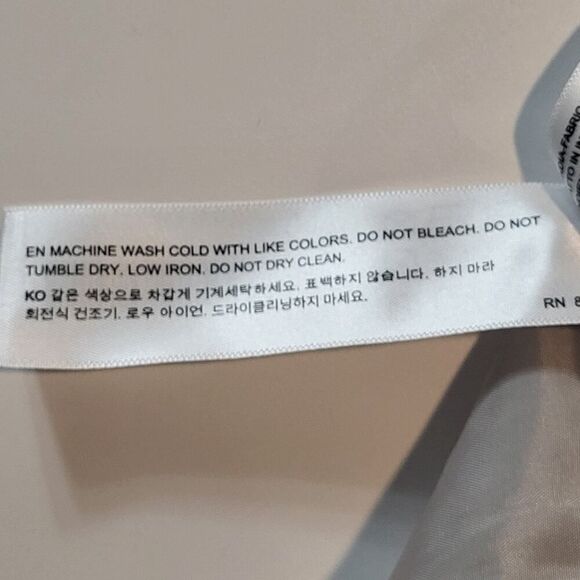 EN MACHINE WASH COLD WITH LIKE COLORS. DO NOT BLEACH. DO NOT
TUMBLE DRY, LOW IRON. DO NOT DRY CLEAN.
KO 같은 색상으로 차갑게 기계세탁하세요. 표백하지 않습니다. 하지 마라
회전식 건조기. 로우 아이언. 드라이클리닝하지 마세요.
RN